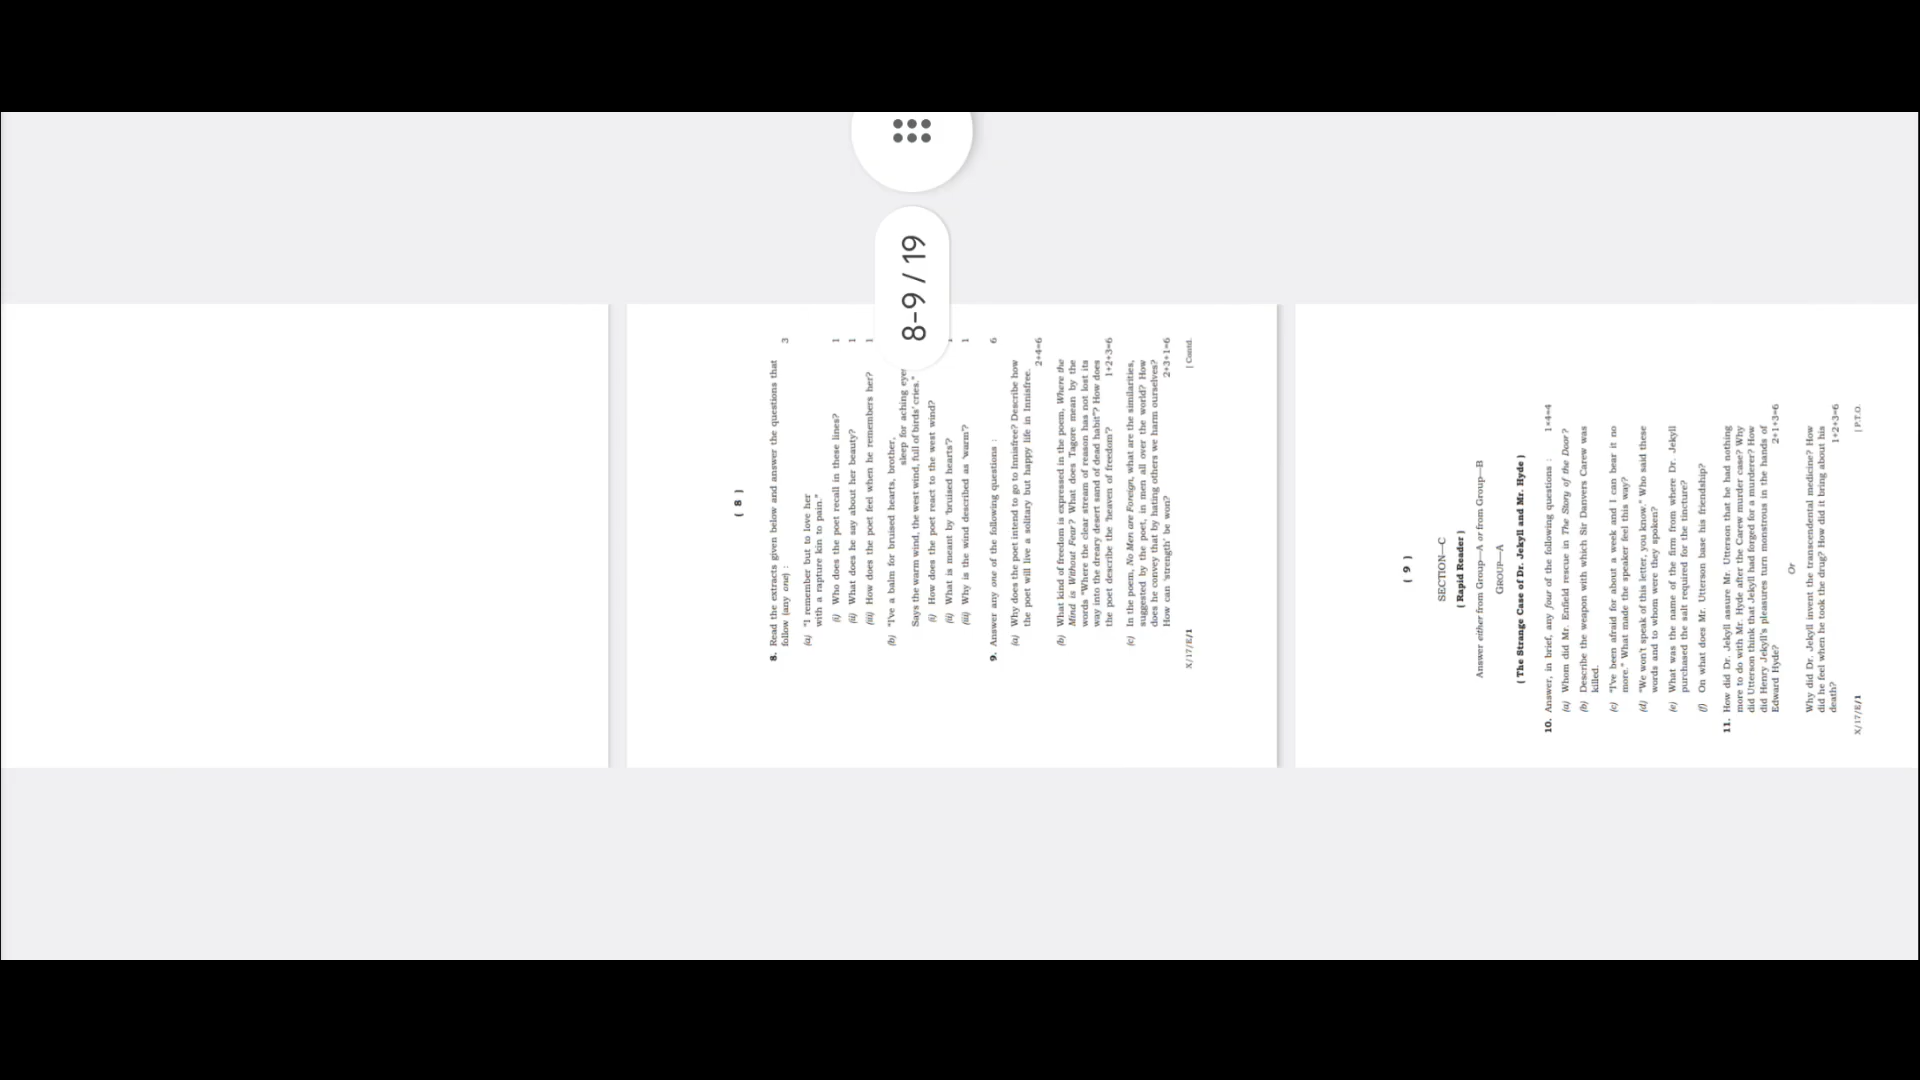 8-9 / 19
( 8 )
8. Read the extracts given below and answer the questions that
follow (any one) : 3
(a) "I remember but to love her
with a rapture kin to pain."
(i) Who does the poet recall in these lines? 1
(ii) What does he say about her beauty? 1
(iii) How does the poet feel when he remembers her? 1
(b) "I've a balm for bruised hearts, brother,
sleep for aching eyes
Says the warm wind, the west wind, full of birds' cries."
(i) How does the poet react to the west wind?
(ii) What is meant by 'bruised hearts'? 1
(iii) Why is the wind described as 'warm'? 1
9. Answer any one of the following questions : 6
(a) Why does the poet intend to go to Innisfree? Describe how
the poet will live a solitary but happy life in Innisfree.
2+4=6
(b) What kind of freedom is expressed in the poem, Where the
Mind is Without Fear? What does Tagore mean by the
words "Where the clear stream of reason has not lost its
way into the dreary desert sand of dead habit"? How does
the poet describe the 'heaven of freedom'? 1+2+3=6
(c) In the poem, No Men are Foreign, what are the similarities,
suggested by the poet, in men all over the world? How
does he convey that by hating others we harm ourselves?
How can 'strength' be won? 2+3+1=6
X/17/E/1 [ Contd.
( 9 )
SECTION—C
( Rapid Reader )
Answer either from Group—A or from Group—B
GROUP—A
( The Strange Case of Dr. Jekyll and Mr. Hyde )
10. Answer, in brief, any four of the following questions : 1×4=4
(a) Whom did Mr. Enfield rescue in The Story of the Door?
(b) Describe the weapon with which Sir Danvers Carew was
killed.
(c) "I've been afraid for about a week and I can bear it no
more." What made the speaker feel this way?
(d) "We won't speak of this letter, you know." Who said these
words and to whom were they spoken?
(e) What was the name of the firm from where Dr. Jekyll
purchased the salt required for the tincture?
(f) On what does Mr. Utterson base his friendship?
11. How did Dr. Jekyll assure Mr. Utterson that he had nothing
more to do with Mr. Hyde after the Carew murder case? Why
did Utterson think that Jekyll had forged for a murderer? How
did Henry Jekyll's pleasures turn monstrous in the hands of
Edward Hyde? 2+1+3=6
Or
Why did Dr. Jekyll invent the transcendental medicine? How
did he feel when he took the drug? How did it bring about his
death? 1+2+3=6
X/17/E/1 [ P.T.O.